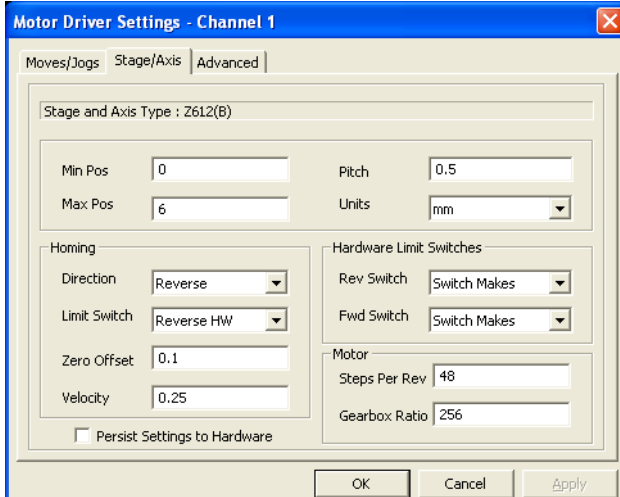 Motor Driver Settings - Channel 1
Moves/Jogs Stage/Axis Advanced
Stage and Axis Type : Z612(B)
Min Pos 0 Pitch 0.5
Max Pos 6 Units mm
Homing Hardware Limit Switches
Direction Reverse Rev Switch Switch Makes
Limit Switch Reverse HW Fwd Switch Switch Makes
Zero Offset 0.1 Motor
Steps Per Rev 48
Velocity 0.25 Gearbox Ratio 256
Persist Settings to Hardware
OK Cancel Apply